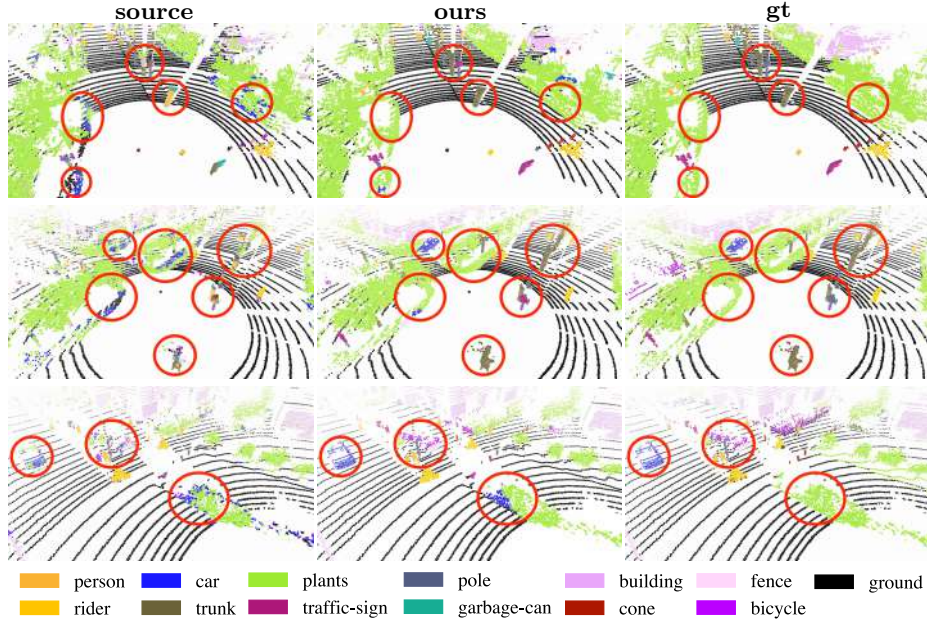 source ours gt
person car plants pole building fence ground
rider trunk traffic-sign garbage-can cone bicycle